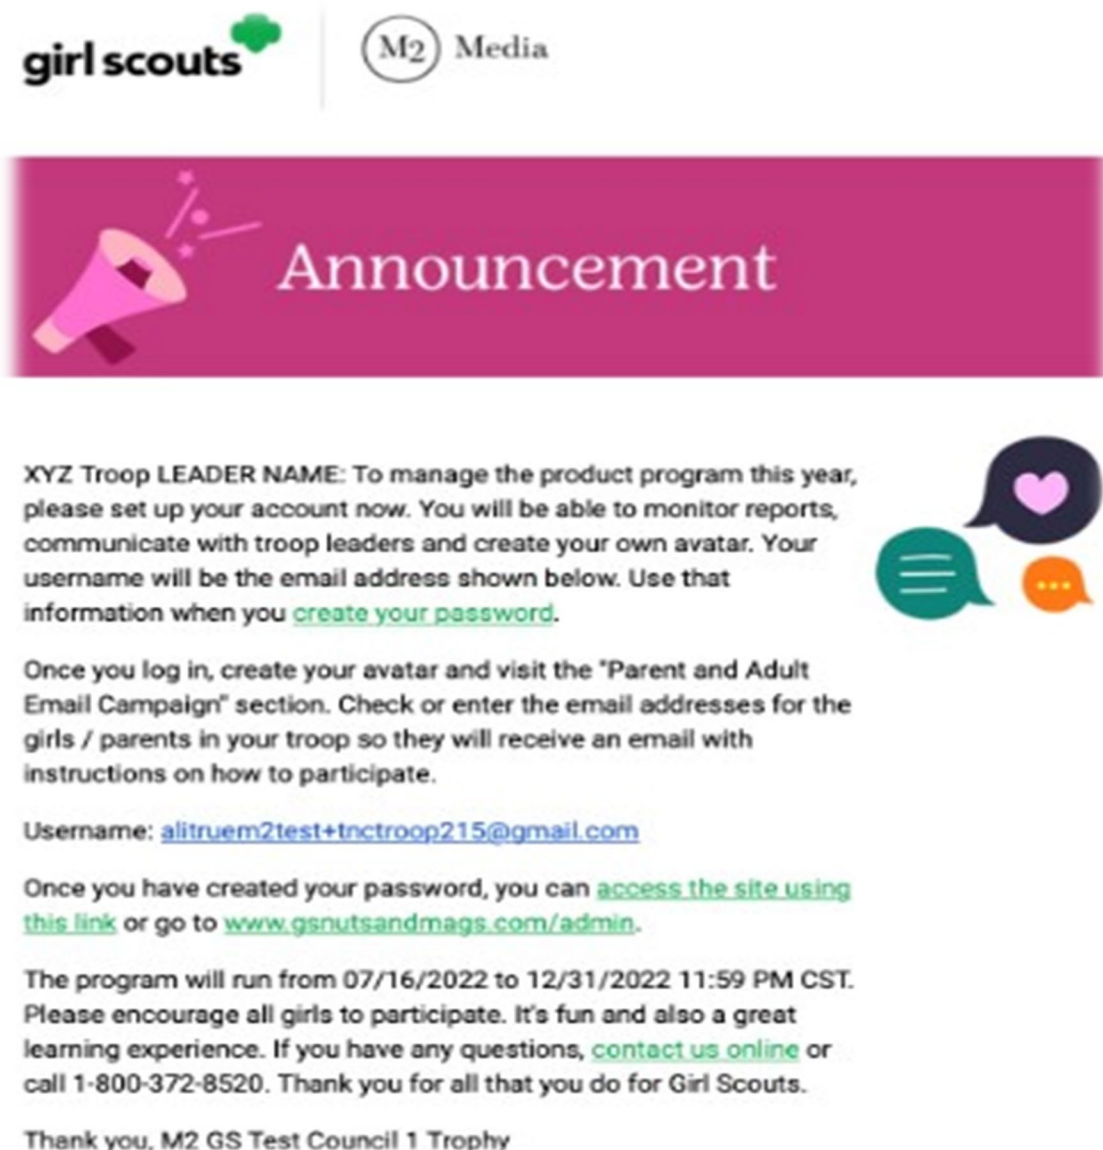 girl scouts
M2 Media
Announcement
XYZ Troop LEADER NAME: To manage the product program this year,
please set up your account now. You will be able to monitor reports,
communicate with troop leaders and create your own avatar. Your
username will be the email address shown below. Use that
information when you create your password.
Once you log in, create your avatar and visit the "Parent and Adult
Email Campaign" section. Check or enter the email addresses for the
girls / parents in your troop so they will receive an email with
instructions on how to participate.
Username: alitruem2test+tnctroop215@gmail.com
Once you have created your password, you can access the site using
this link or go to www.gsnutsandmags.com/admin.
The program will run from 07/16/2022 to 12/31/2022 11:59 PM CST.
Please encourage all girls to participate. It's fun and also a great
learning experience. If you have any questions, contact us online or
call 1-800-372-8520. Thank you for all that you do for Girl Scouts.
Thank you, M2 GS Test Council 1 Trophy